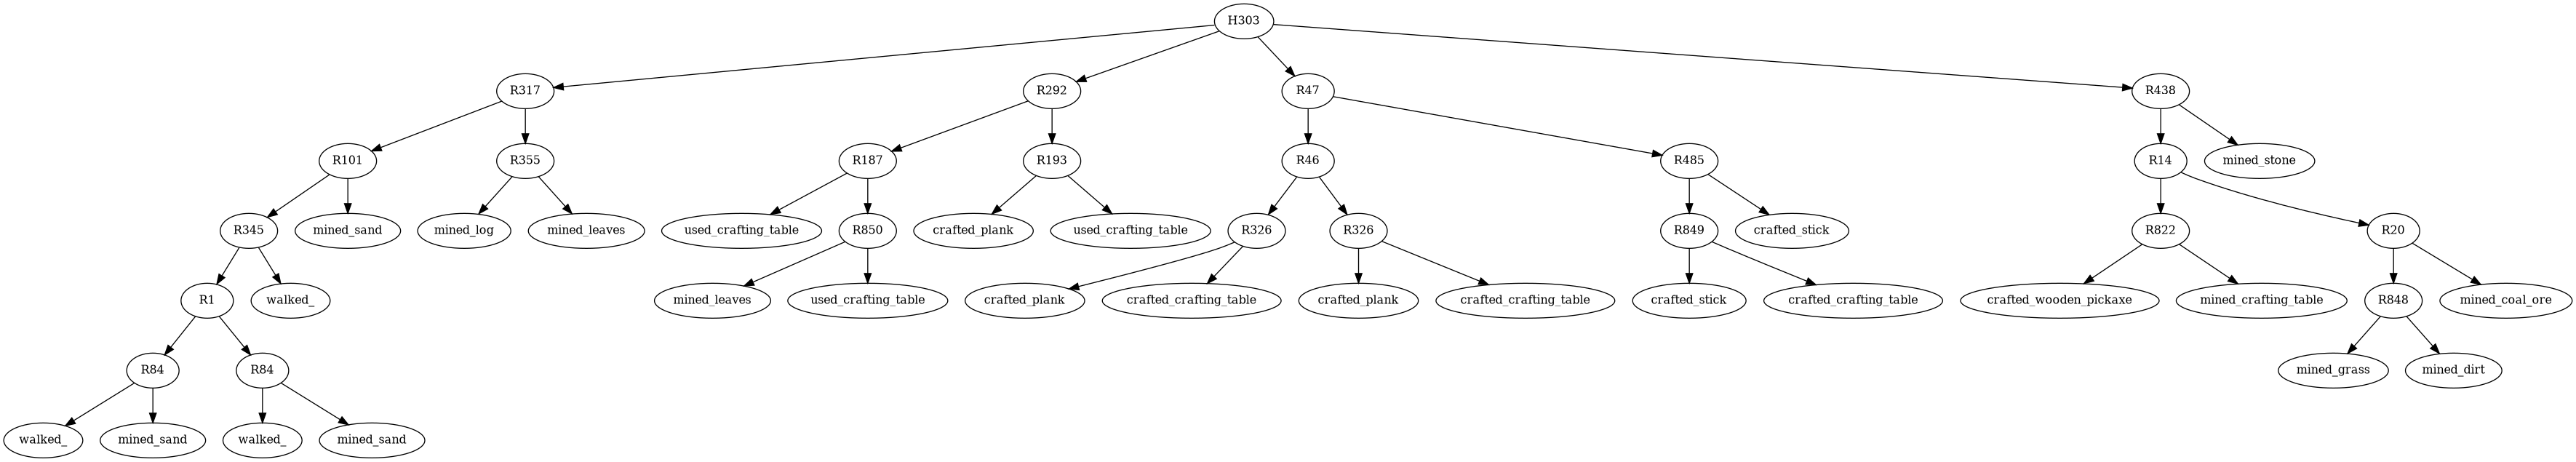 H303
R317
R292
R47
R438
R101
R355
R187
R193
R46
R485
R14
mined_stone
R345
mined_sand
mined_log
mined_leaves
used_crafting_table
R850
crafted_plank
used_crafting_table
R326
R326
R849
crafted_stick
R822
R20
R1
walked_
mined_leaves
used_crafting_table
crafted_plank
crafted_crafting_table
crafted_plank
crafted_crafting_table
crafted_stick
crafted_crafting_table
crafted_wooden_pickaxe
mined_crafting_table
R848
mined_coal_ore
R84
R84
mined_grass
mined_dirt
walked_
mined_sand
walked_
mined_sand